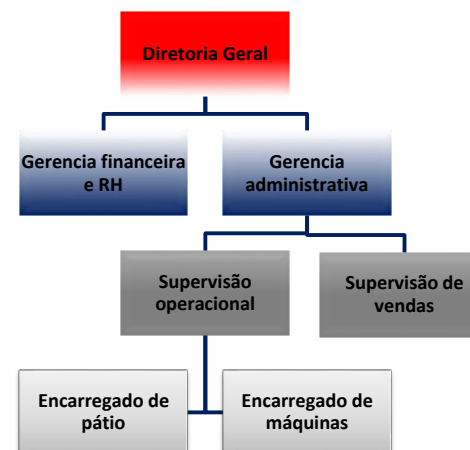 Diretoria Geral
Gerencia financeira
e RH
Gerencia
administrativa
Supervisão
operacional
Supervisão de
vendas
Encarregado de
pátio
Encarregado de
máquinas